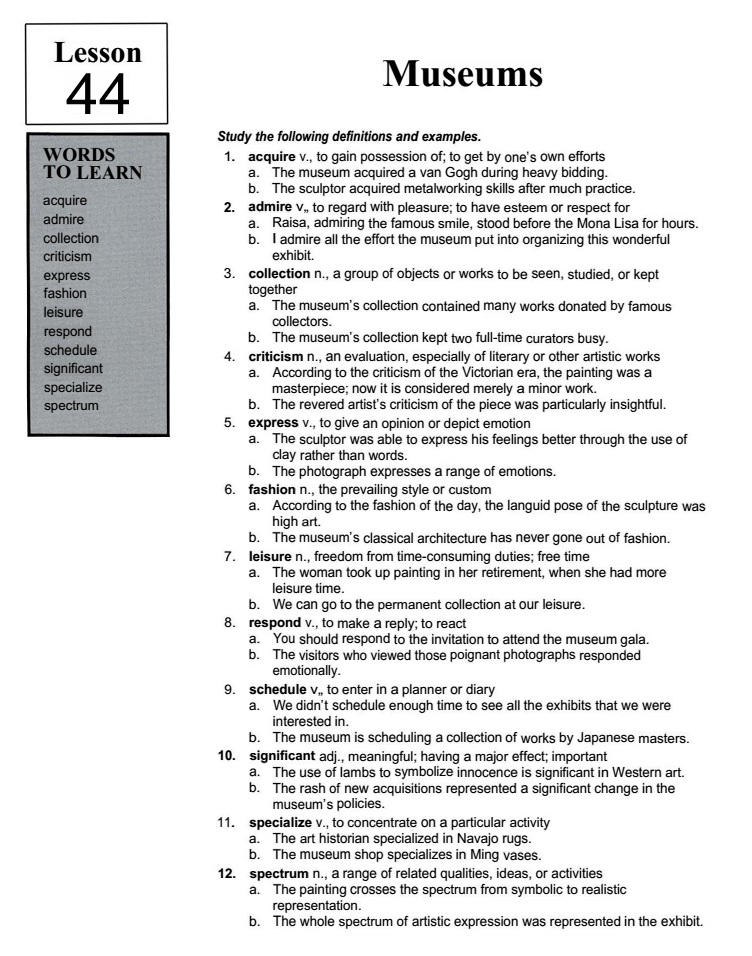 Lesson
44
Museums
WORDS
TO LEARN
acquire
admire
collection
criticism
express
fashion
leisure
respond
schedule
significant
specialize
spectrum
Study the following definitions and examples.
1. acquire v., to gain possession of; to get by one's own efforts
a. The museum acquired a van Gogh during heavy bidding.
b. The sculptor acquired metalworking skills after much practice.
2. admire v„ to regard with pleasure; to have esteem or respect for
a. Raisa, admiring the famous smile, stood before the Mona Lisa for hours.
b. I admire all the effort the museum put into organizing this wonderful
exhibit.
3. collection n., a group of objects or works to be seen, studied, or kept
together
a. The museum's collection contained many works donated by famous
collectors.
b. The museum's collection kept two full-time curators busy.
4. criticism n., an evaluation, especially of literary or other artistic works
a. According to the criticism of the Victorian era, the painting was a
masterpiece; now it is considered merely a minor work.
b. The revered artist's criticism of the piece was particularly insightful.
5. express v., to give an opinion or depict emotion
a. The sculptor was able to express his feelings better through the use of
clay rather than words.
b. The photograph expresses a range of emotions.
6. fashion n., the prevailing style or custom
a. According to the fashion of the day, the languid pose of the sculpture was
high art.
b. The museum's classical architecture has never gone out of fashion.
7. leisure n., freedom from time-consuming duties; free time
a. The woman took up painting in her retirement, when she had more
leisure time.
b. We can go to the permanent collection at our leisure.
8. respond v., to make a reply; to react
a. You should respond to the invitation to attend the museum gala.
b. The visitors who viewed those poignant photographs responded
emotionally.
9. schedule v„ to enter in a planner or diary
a. We didn't schedule enough time to see all the exhibits that we were
interested in.
b. The museum is scheduling a collection of works by Japanese masters.
10. significant adj., meaningful; having a major effect; important
a. The use of lambs to symbolize innocence is significant in Western art.
b. The rash of new acquisitions represented a significant change in the
museum's policies.
11. specialize v., to concentrate on a particular activity
a. The art historian specialized in Navajo rugs.
b. The museum shop specializes in Ming vases.
12. spectrum n., a range of related qualities, ideas, or activities
a. The painting crosses the spectrum from symbolic to realistic
representation.
b. The whole spectrum of artistic expression was represented in the exhibit.